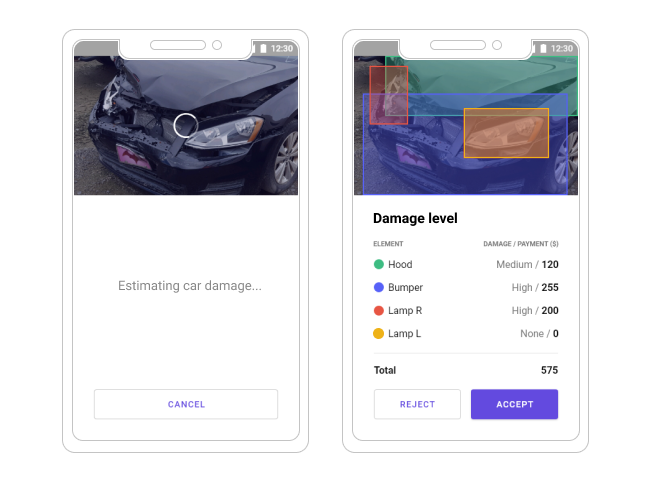 12:30
Estimating car damage...
CANCEL
12:30
Damage level
ELEMENT DAMAGE / PAYMENT ($)
Hood Medium / 120
Bumper High / 255
Lamp R High / 200
Lamp L None / 0
Total 575
REJECT ACCEPT